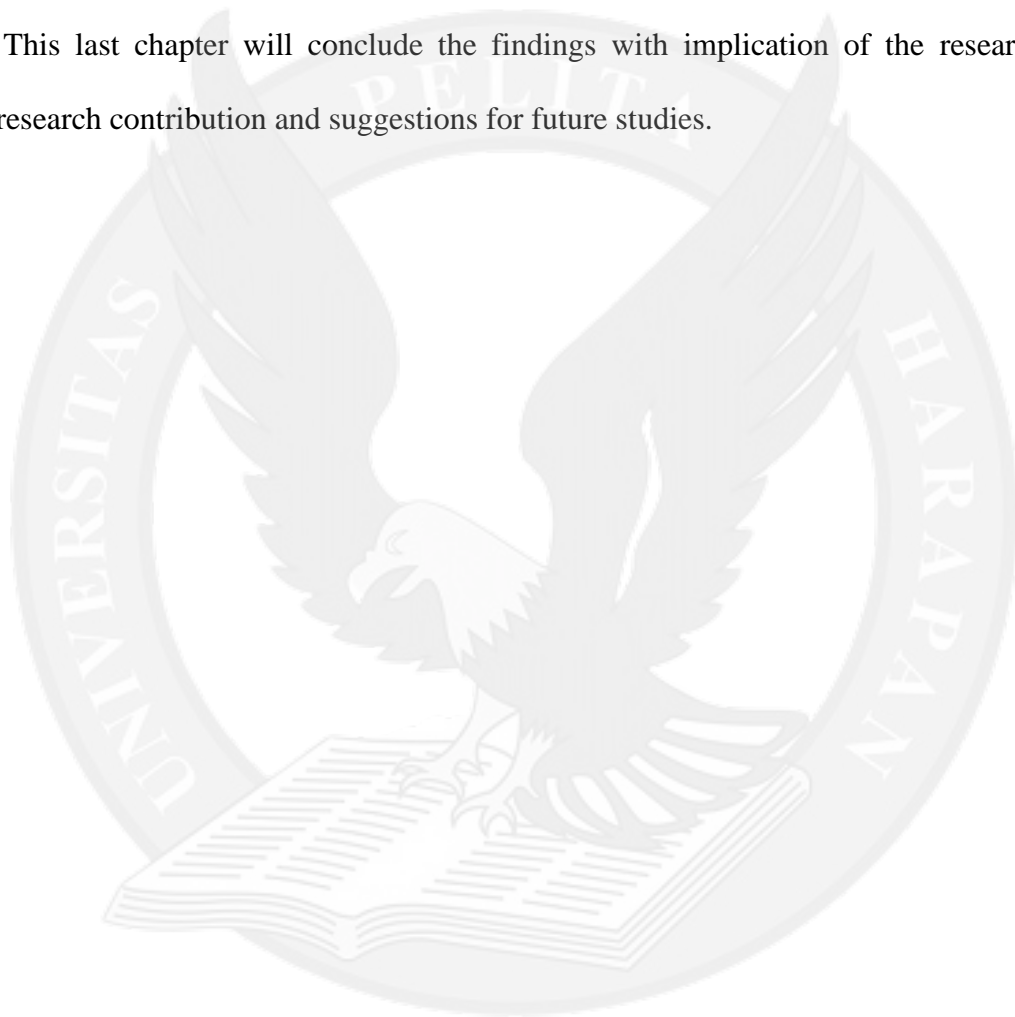 This last chapter will conclude the findings with implication of the resear
research contribution and suggestions for future studies.
UNIVERSITAS PELITA HARAPAN